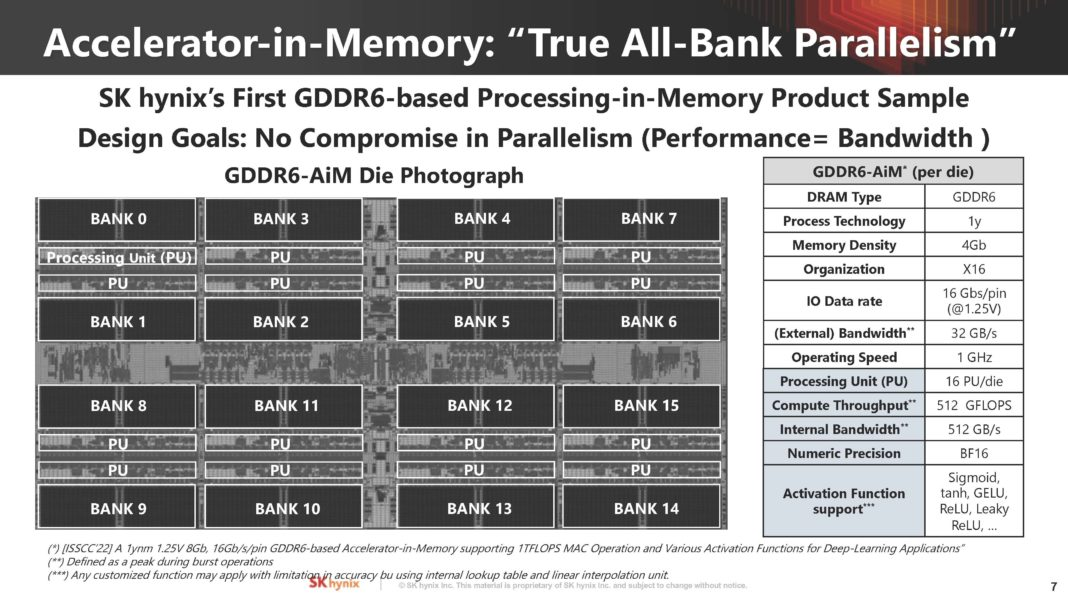 Accelerator-in-Memory: “True All-Bank Parallelism”
SK hynix’s First GDDR6-based Processing-in-Memory Product Sample
Design Goals: No Compromise in Parallelism (Performance= Bandwidth )
GDDR6-AiM Die Photograph
BANK 0 BANK 3 BANK 4 BANK 7
Processing Unit (PU) PU PU PU
PU PU PU PU
BANK 1 BANK 2 BANK 5 BANK 6
BANK 8 BANK 11 BANK 12 BANK 15
PU PU PU PU
PU PU PU PU
BANK 9 BANK 10 BANK 13 BANK 14
GDDR6-AiM* (per die)
DRAM Type GDDR6
Process Technology 1y
Memory Density 4Gb
Organization X16
IO Data rate 16 Gbs/pin
(@1.25V)
(External) Bandwidth** 32 GB/s
Operating Speed 1 GHz
Processing Unit (PU) 16 PU/die
Compute Throughput** 512 GFLOPS
Internal Bandwidth** 512 GB/s
Numeric Precision BF16
Activation Function
support***
Sigmoid,
tanh, GELU,
ReLU, Leaky
ReLU, ...
(*) [ISSCC’22] A 1ynm 1.25V 8Gb, 16Gb/s/pin GDDR6-based Accelerator-in-Memory supporting 1TFLOPS MAC Operation and Various Activation Functions for Deep-Learning Applications”
(**) Defined as a peak during burst operations
(***) Any customized function may apply with limitation in accuracy bu using internal lookup table and linear interpolation unit.
SK hynix | © SK hynix Inc. This material is proprietary of SK hynix Inc. and subject to change without notice.
7